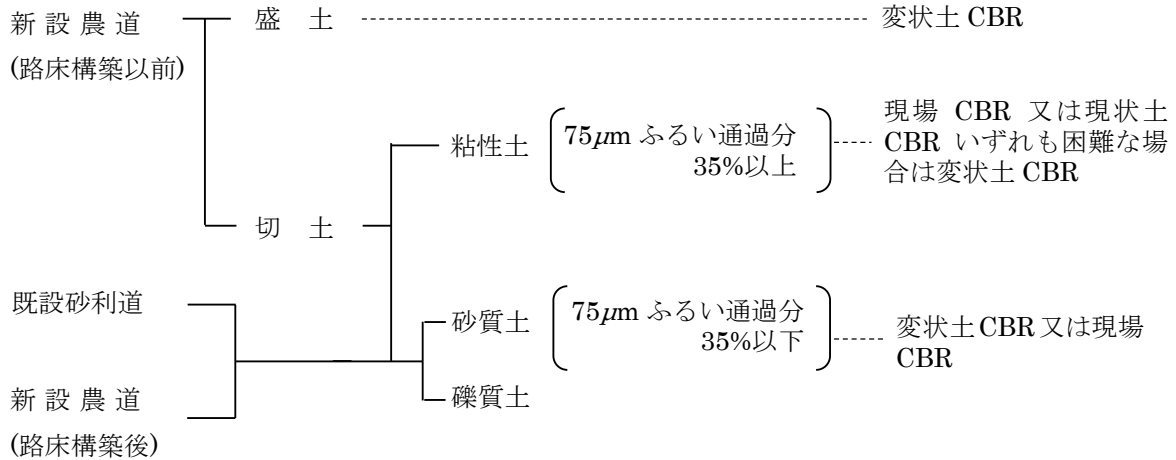 新設農道
(路床構築以前)
盛　土
変状土 CBR
粘性土
75μm ふるい通過分
35%以上
現場 CBR 又は現状土
CBR いずれも困難な場
合は変状土 CBR
切　土
既設砂利道
砂質土
75μm ふるい通過分
35%以下
変状土 CBR 又は現場
CBR
礫質土
新設農道
(路床構築後)